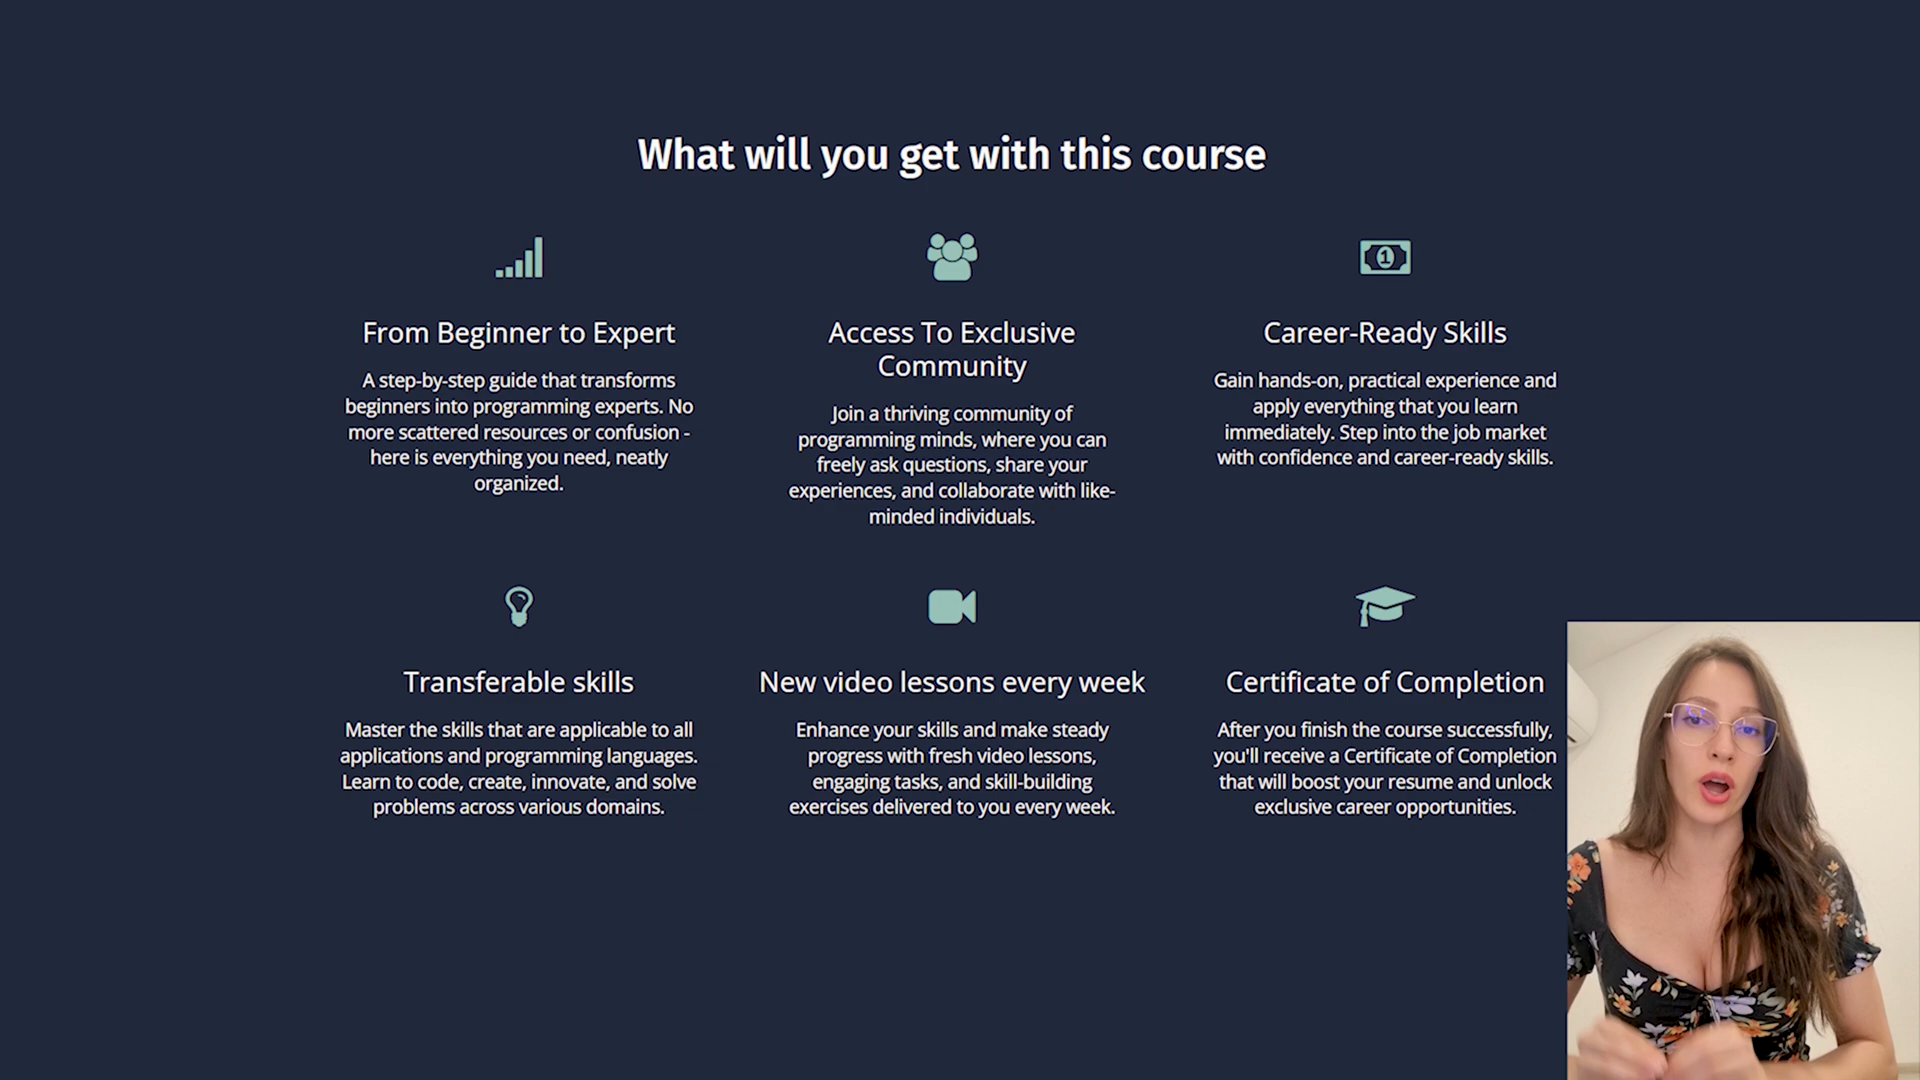 What will you get with this course
From Beginner to Expert
A step-by-step guide that transforms
beginners into programming experts. No
more scattered resources or confusion -
here is everything you need, neatly
organized.
Access To Exclusive
Community
Join a thriving community of
programming minds, where you can
freely ask questions, share your
experiences, and collaborate with like-
minded individuals.
1
Career-Ready Skills
Gain hands-on, practical experience and
apply everything that you learn
immediately. Step into the job market
with confidence and career-ready skills.
Transferable skills
Master the skills that are applicable to all
applications and programming languages.
Learn to code, create, innovate, and solve
problems across various domains.
New video lessons every week
Enhance your skills and make steady
progress with fresh video lessons,
engaging tasks, and skill-building
exercises delivered to you every week.
Certificate of Completion
After you finish the course successfully,
you'll receive a Certificate of Completion
that will boost your resume and unlock
exclusive career opportunities.